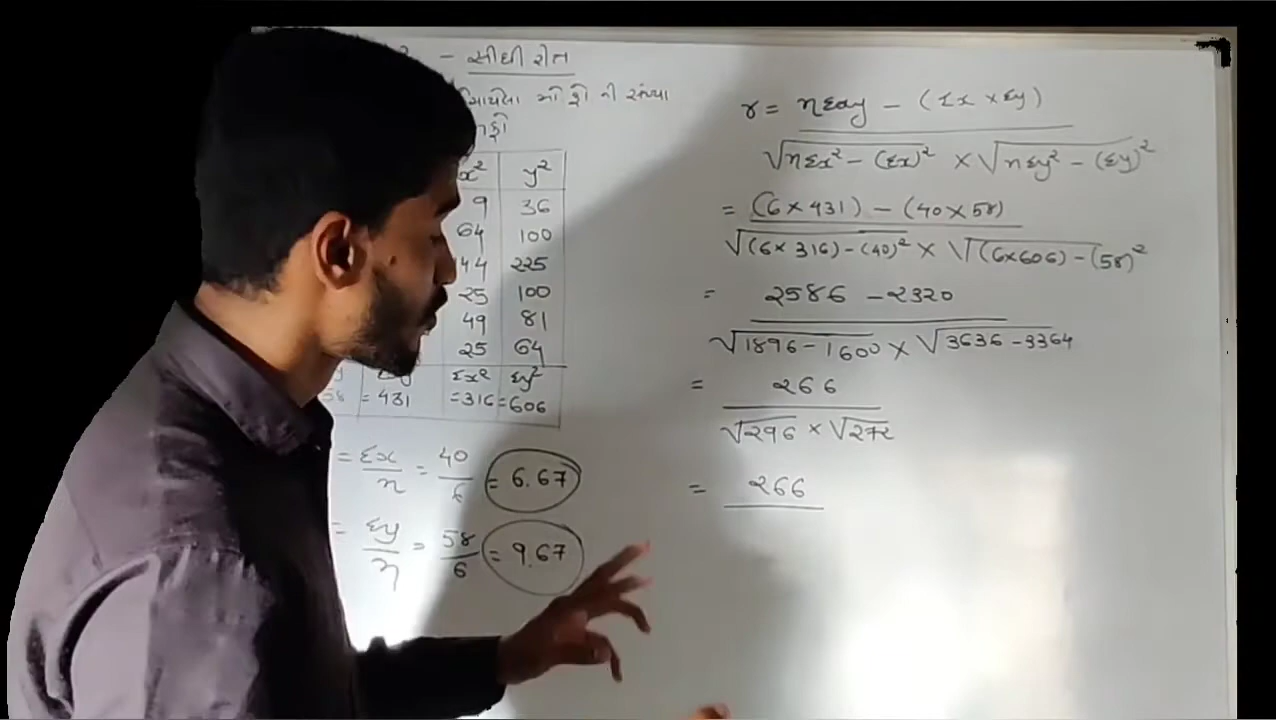 - સીધી રીત
ની સંખ્યા
x² y²
9 36
64 100
44 225
25 100
49 81
25 64
Σx² Σy²
58 = 431 = 316 = 606
= Σx/n = 40/6 = 6.67
= Σy/n = 58/6 = 9.67
r = nΣxy - (Σx × Σy)
√nΣx² - (Σx)² × √nΣy² - (Σy)²
= (6 × 431) - (40 × 58)
√(6 × 316) - (40)² × √(6×606) - (58)²
= 2586 - 2320
√1896 - 1600 × √3636 - 3364
= 266
√296 × √272
= 266